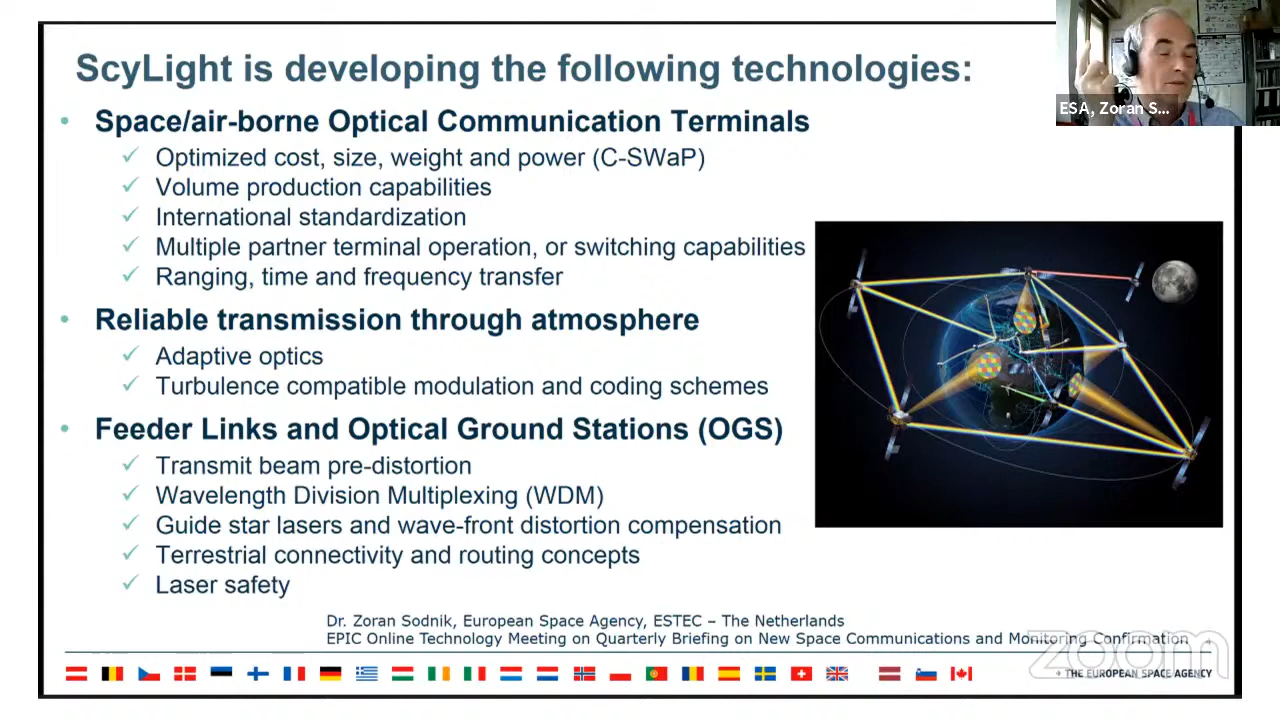 ScyLight is developing the following technologies:
ESA, Zoran S...
• Space/air-borne Optical Communication Terminals
✓ Optimized cost, size, weight and power (C-SWaP)
✓ Volume production capabilities
✓ International standardization
✓ Multiple partner terminal operation, or switching capabilities
✓ Ranging, time and frequency transfer
• Reliable transmission through atmosphere
✓ Adaptive optics
✓ Turbulence compatible modulation and coding schemes
• Feeder Links and Optical Ground Stations (OGS)
✓ Transmit beam pre-distortion
✓ Wavelength Division Multiplexing (WDM)
✓ Guide star lasers and wave-front distortion compensation
✓ Terrestrial connectivity and routing concepts
✓ Laser safety
Dr. Zoran Sodnik, European Space Agency, ESTEC – The Netherlands
EPIC Online Technology Meeting on Quarterly Briefing on New Space Communications and Monitoring Confirmation 4
zoom
→ THE EUROPEAN SPACE AGENCY